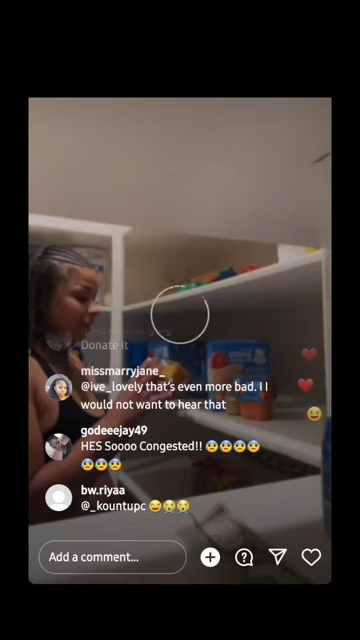 Donate it
missmarryjane_
@ive_lovely that's even more bad. I I
would not want to hear that
godeeejay49
HES Soooo Congested!! 😰😰😰😰
😰😰😰
bw.riyaa
@_kountupc 😅😢😢
Add a comment...